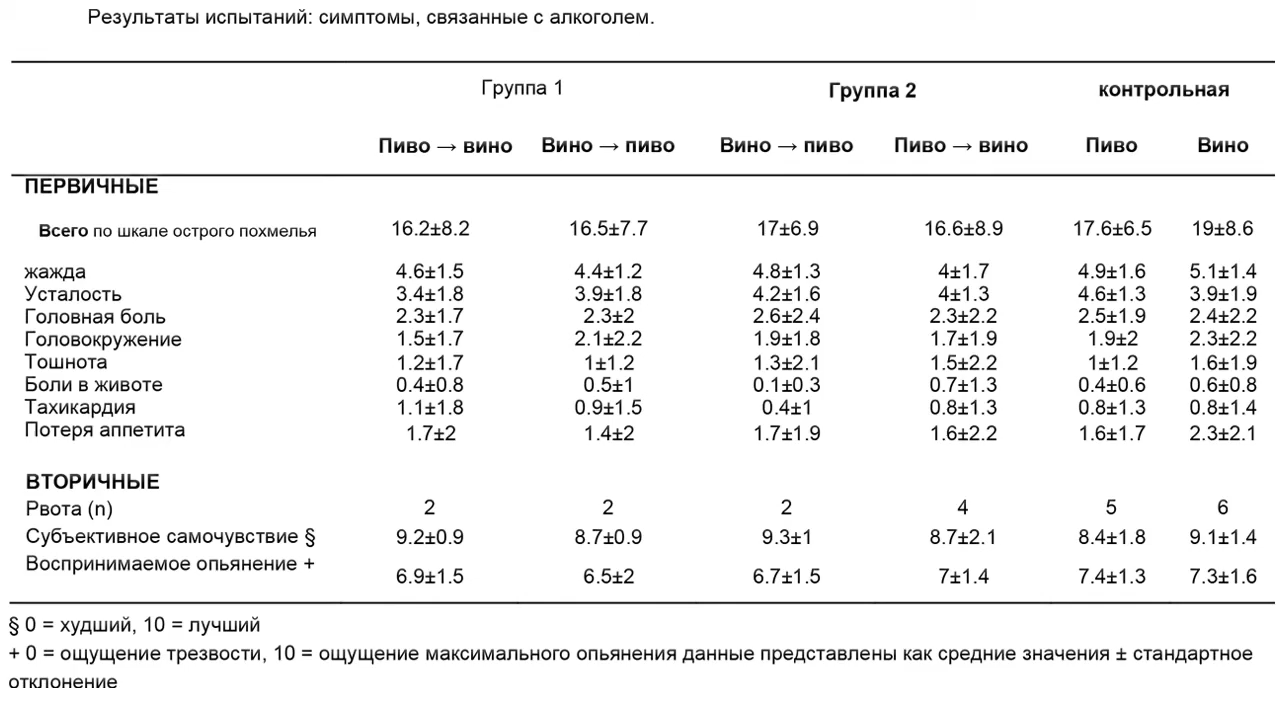 Результаты испытаний: симптомы, связанные с алкоголем.
Группа 1 Группа 2 контрольная
Пиво → вино Вино → пиво Вино → пиво Пиво → вино Пиво Вино
ПЕРВИЧНЫЕ
Всего по шкале острого похмелья 16.2±8.2 16.5±7.7 17±6.9 16.6±8.9 17.6±6.5 19±8.6
жажда 4.6±1.5 4.4±1.2 4.8±1.3 4±1.7 4.9±1.6 5.1±1.4
Усталость 3.4±1.8 3.9±1.8 4.2±1.6 4±1.3 4.6±1.3 3.9±1.9
Головная боль 2.3±1.7 2.3±2 2.6±2.4 2.3±2.2 2.5±1.9 2.4±2.2
Головокружение 1.5±1.7 2.1±2.2 1.9±1.8 1.7±1.9 1.9±2 2.3±2.2
Тошнота 1.2±1.7 1±1.2 1.3±2.1 1.5±2.2 1±1.2 1.6±1.9
Боли в животе 0.4±0.8 0.5±1 0.1±0.3 0.7±1.3 0.4±0.6 0.6±0.8
Тахикардия 1.1±1.8 0.9±1.5 0.4±1 0.8±1.3 0.8±1.3 0.8±1.4
Потеря аппетита 1.7±2 1.4±2 1.7±1.9 1.6±2.2 1.6±1.7 2.3±2.1
ВТОРИЧНЫЕ
Рвота (n) 2 2 2 4 5 6
Субъективное самочувствие § 9.2±0.9 8.7±0.9 9.3±1 8.7±2.1 8.4±1.8 9.1±1.4
Воспринимаемое опьянение + 6.9±1.5 6.5±2 6.7±1.5 7±1.4 7.4±1.3 7.3±1.6
§ 0 = худший, 10 = лучший
+ 0 = ощущение трезвости, 10 = ощущение максимального опьянения данные представлены как средние значения ± стандартное
отклонение